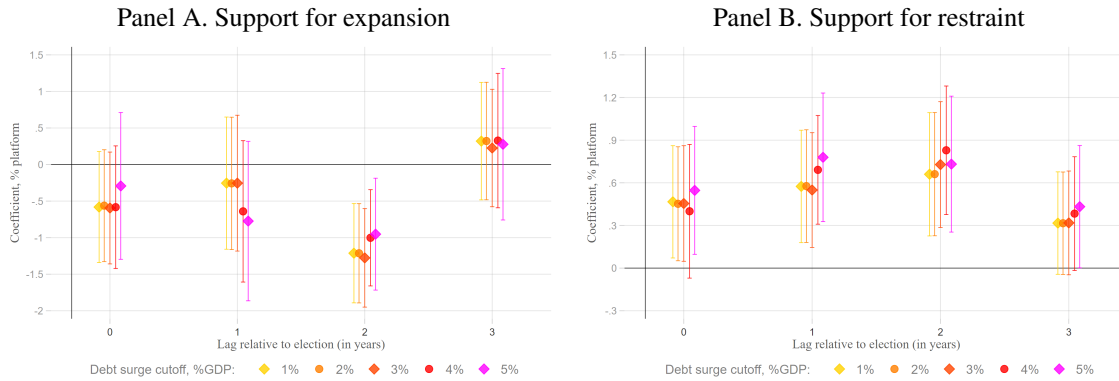 Panel A. Support for expansion
Coefficient, % platform
1.5
1
.5
0
-.5
-1
-1.5
-2
0 1 2 3
Lag relative to election (in years)
Debt surge cutoff, %GDP: 1% 2% 3% 4% 5%
Panel B. Support for restraint
Coefficient, % platform
1.5
1.2
.9
.6
.3
0
-.3
0 1 2 3
Lag relative to election (in years)
Debt surge cutoff, %GDP: 1% 2% 3% 4% 5%